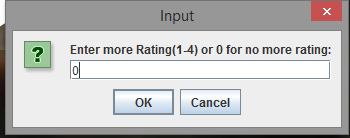 Input
Enter more Rating(1-4) or 0 for no more rating:
0
OK Cancel